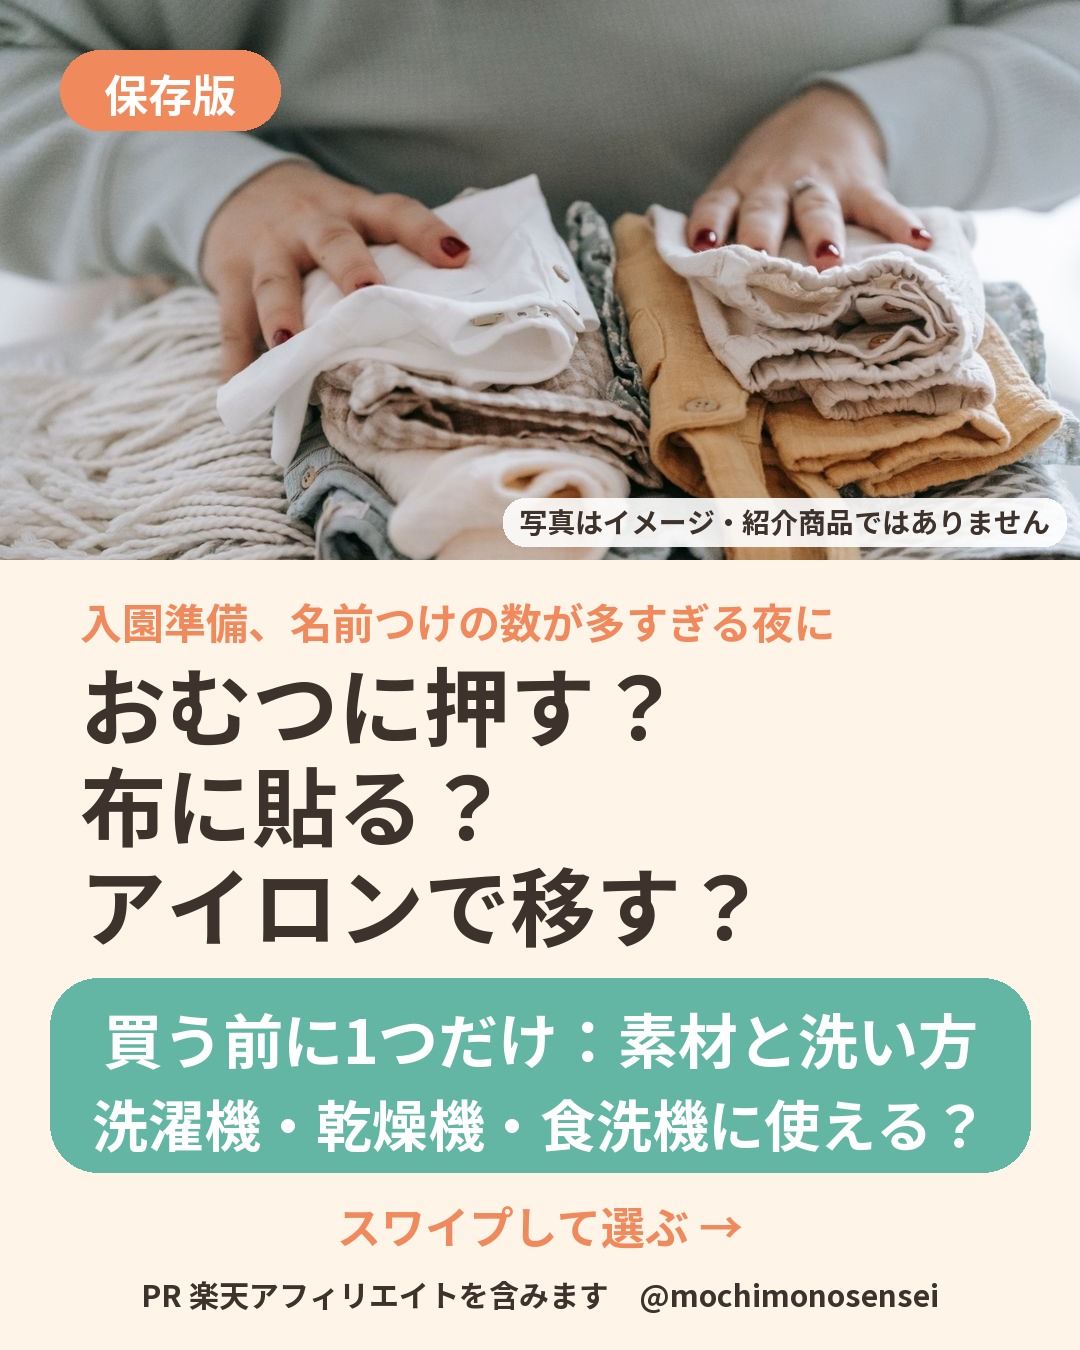 保存版
写真はイメージ・紹介商品ではありません
入園準備、名前つけの数が多すぎる夜に
おむつに押す？
布に貼る？
アイロンで移す？
買う前に1つだけ：素材と洗い方
洗濯機・乾燥機・食洗機に使える？
スワイプして選ぶ →
PR 楽天アフィリエイトを含みます　@mochimonosensei